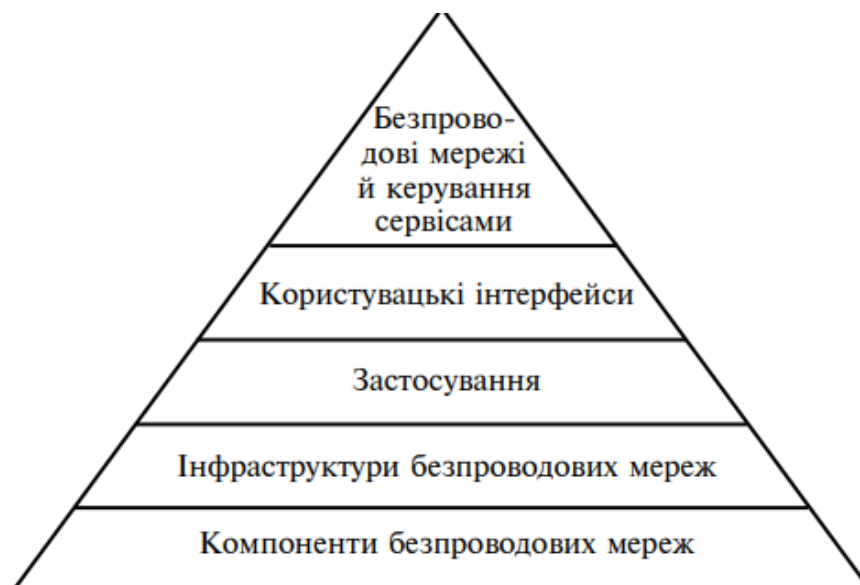 Безпрово-
дові мережі
й керування
сервісами
Користувацькі інтерфейси
Застосування
Інфраструктури безпроводових мереж
Компоненти безпроводових мереж